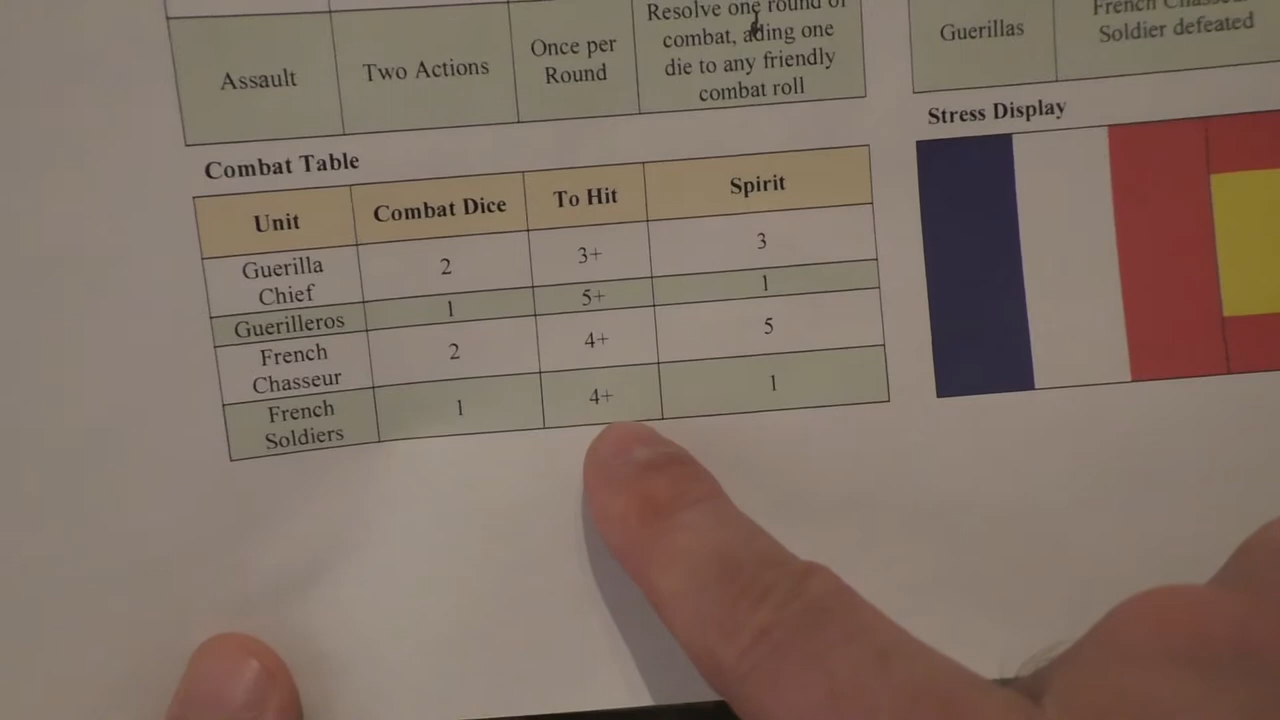 Assault
Two Actions
Once per
Round
Resolve one round of
combat, ading one
die to any friendly
combat roll
Guerillas
French
Soldier defeated
Combat Table
Stress Display
Unit
Combat Dice
To Hit
Spirit
Guerilla
Chief
2
3+
3
Guerilleros
1
5+
1
French
Chasseur
2
4+
5
French
Soldiers
1
4+
1